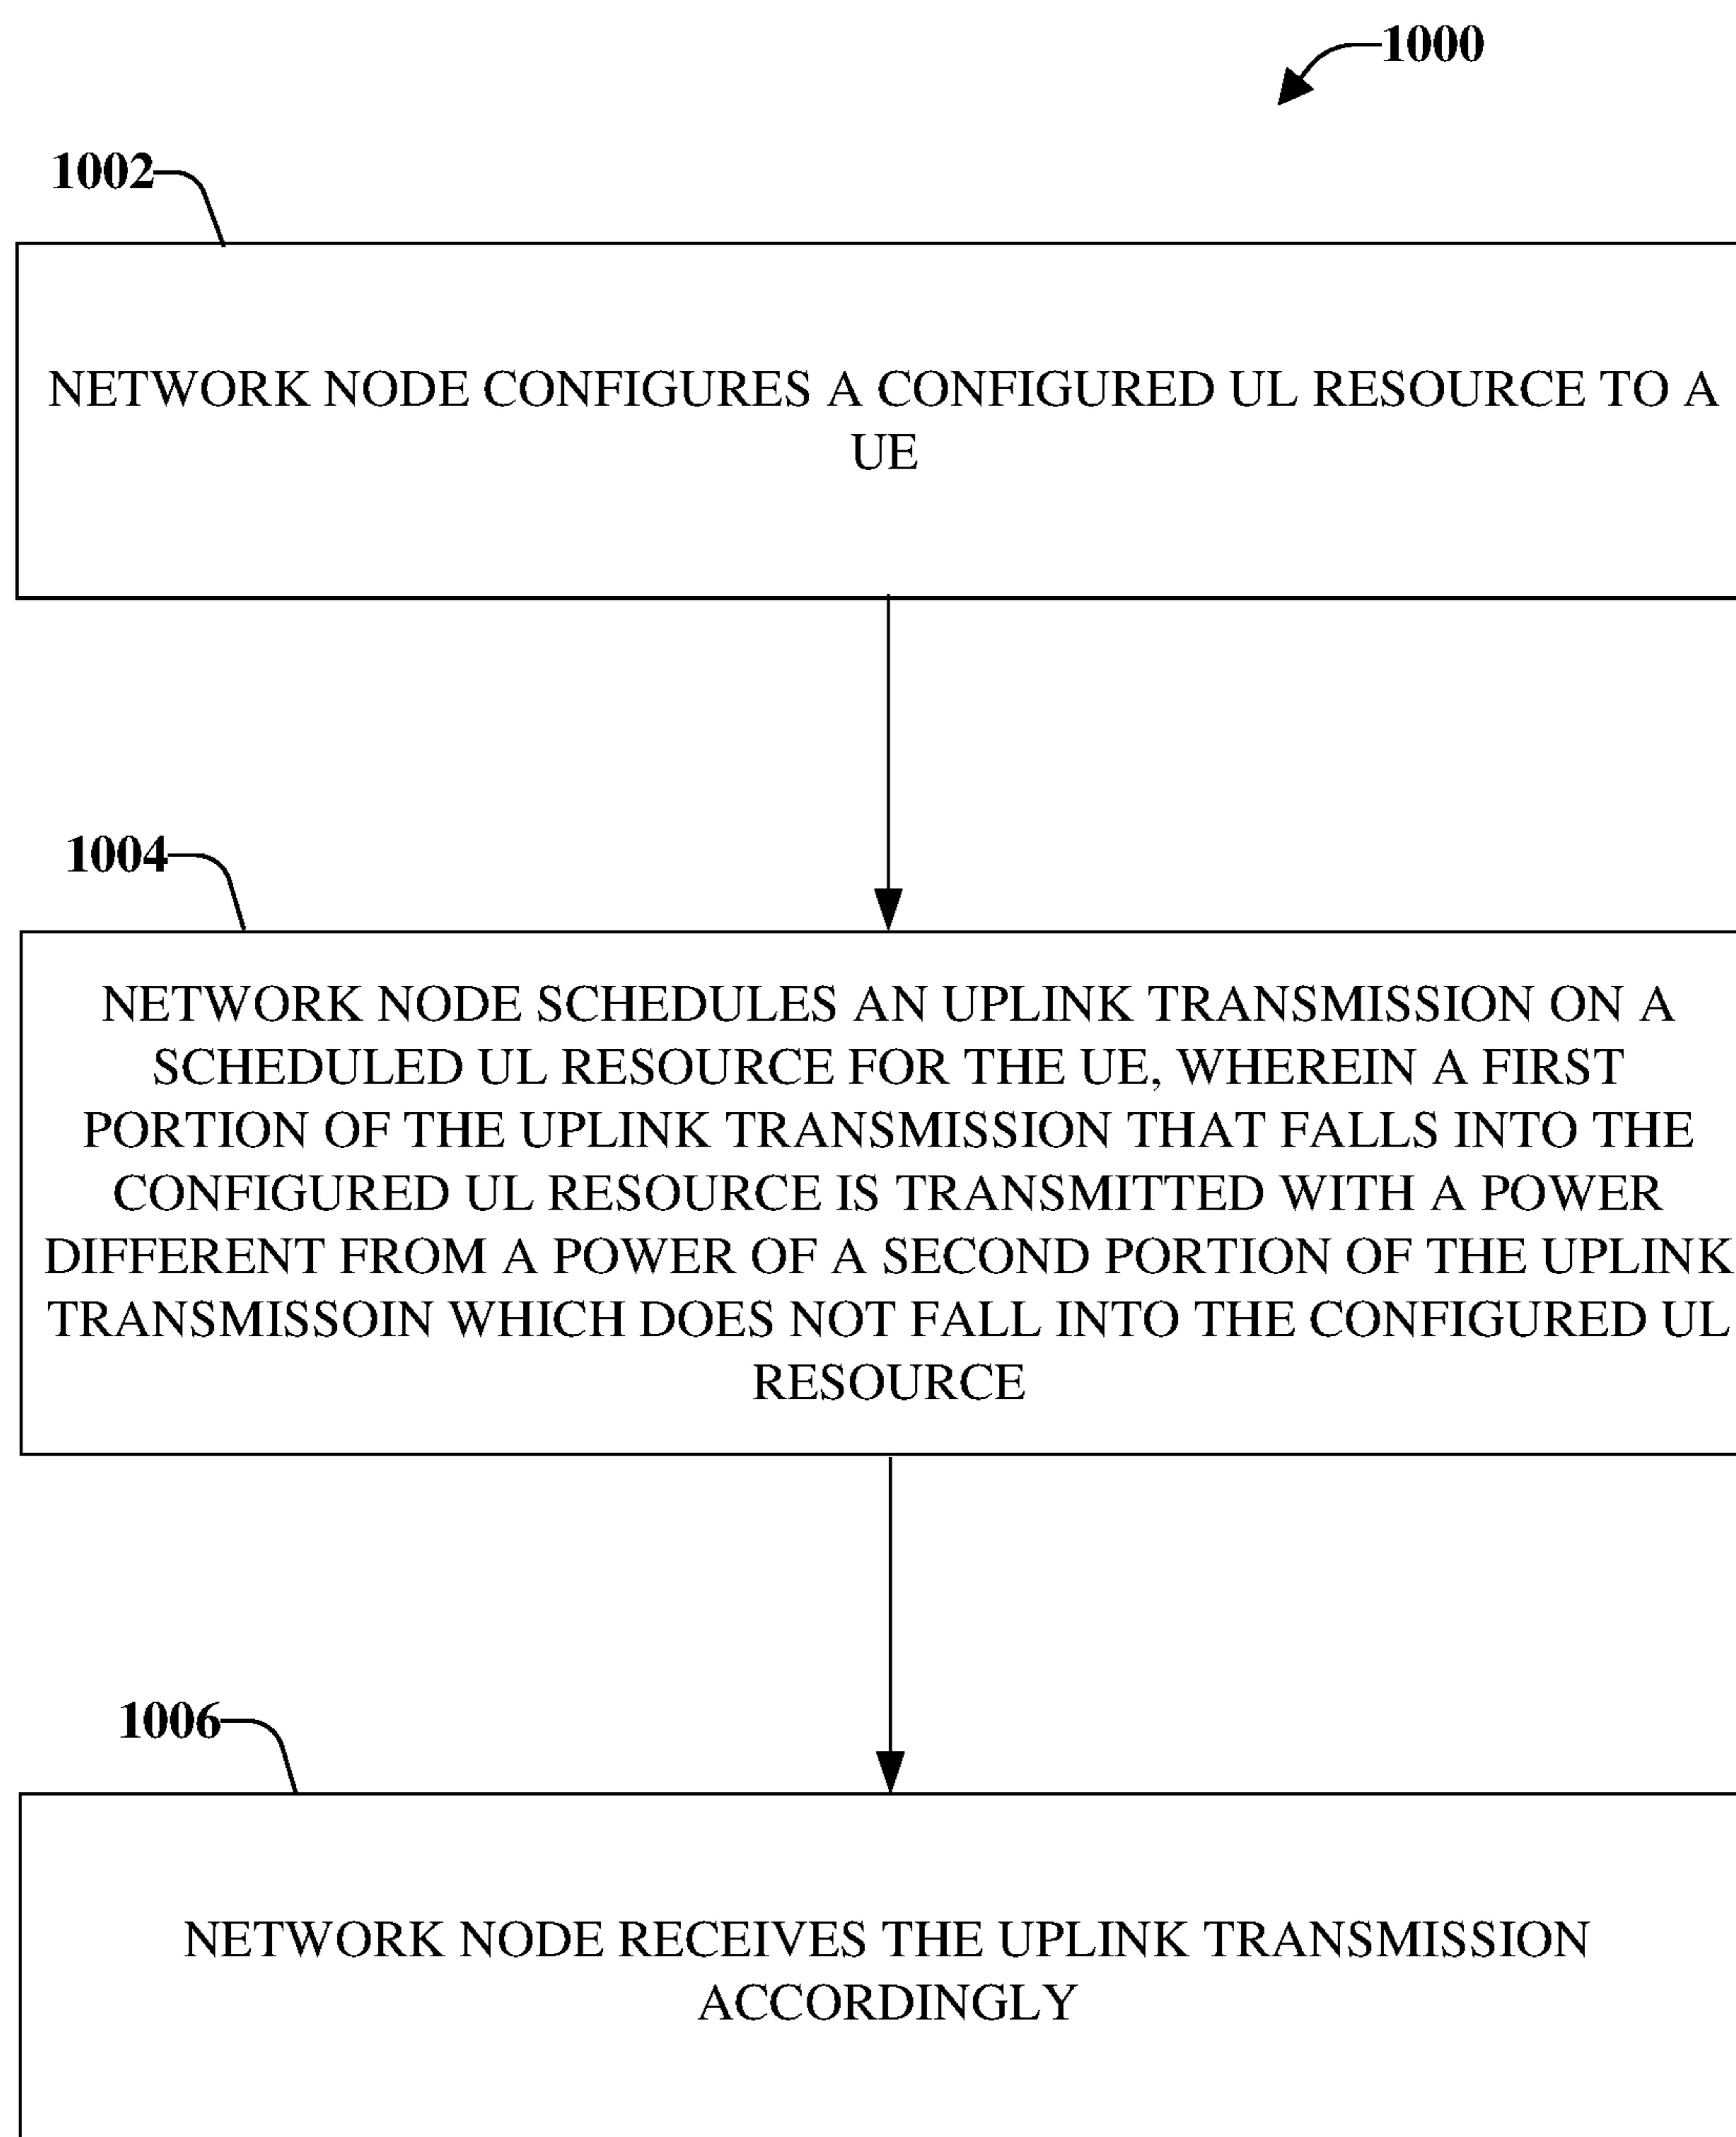 1000
1002
NETWORK NODE CONFIGURES A CONFIGURED UL RESOURCE TO A
UE
1004
NETWORK NODE SCHEDULES AN UPLINK TRANSMISSION ON A
SCHEDULED UL RESOURCE FOR THE UE, WHEREIN A FIRST
PORTION OF THE UPLINK TRANSMISSION THAT FALLS INTO THE
CONFIGURED UL RESOURCE IS TRANSMITTED WITH A POWER
DIFFERENT FROM A POWER OF A SECOND PORTION OF THE UPLINK
TRANSMISSOIN WHICH DOES NOT FALL INTO THE CONFIGURED UL
RESOURCE
1006
NETWORK NODE RECEIVES THE UPLINK TRANSMISSION
ACCORDINGLY